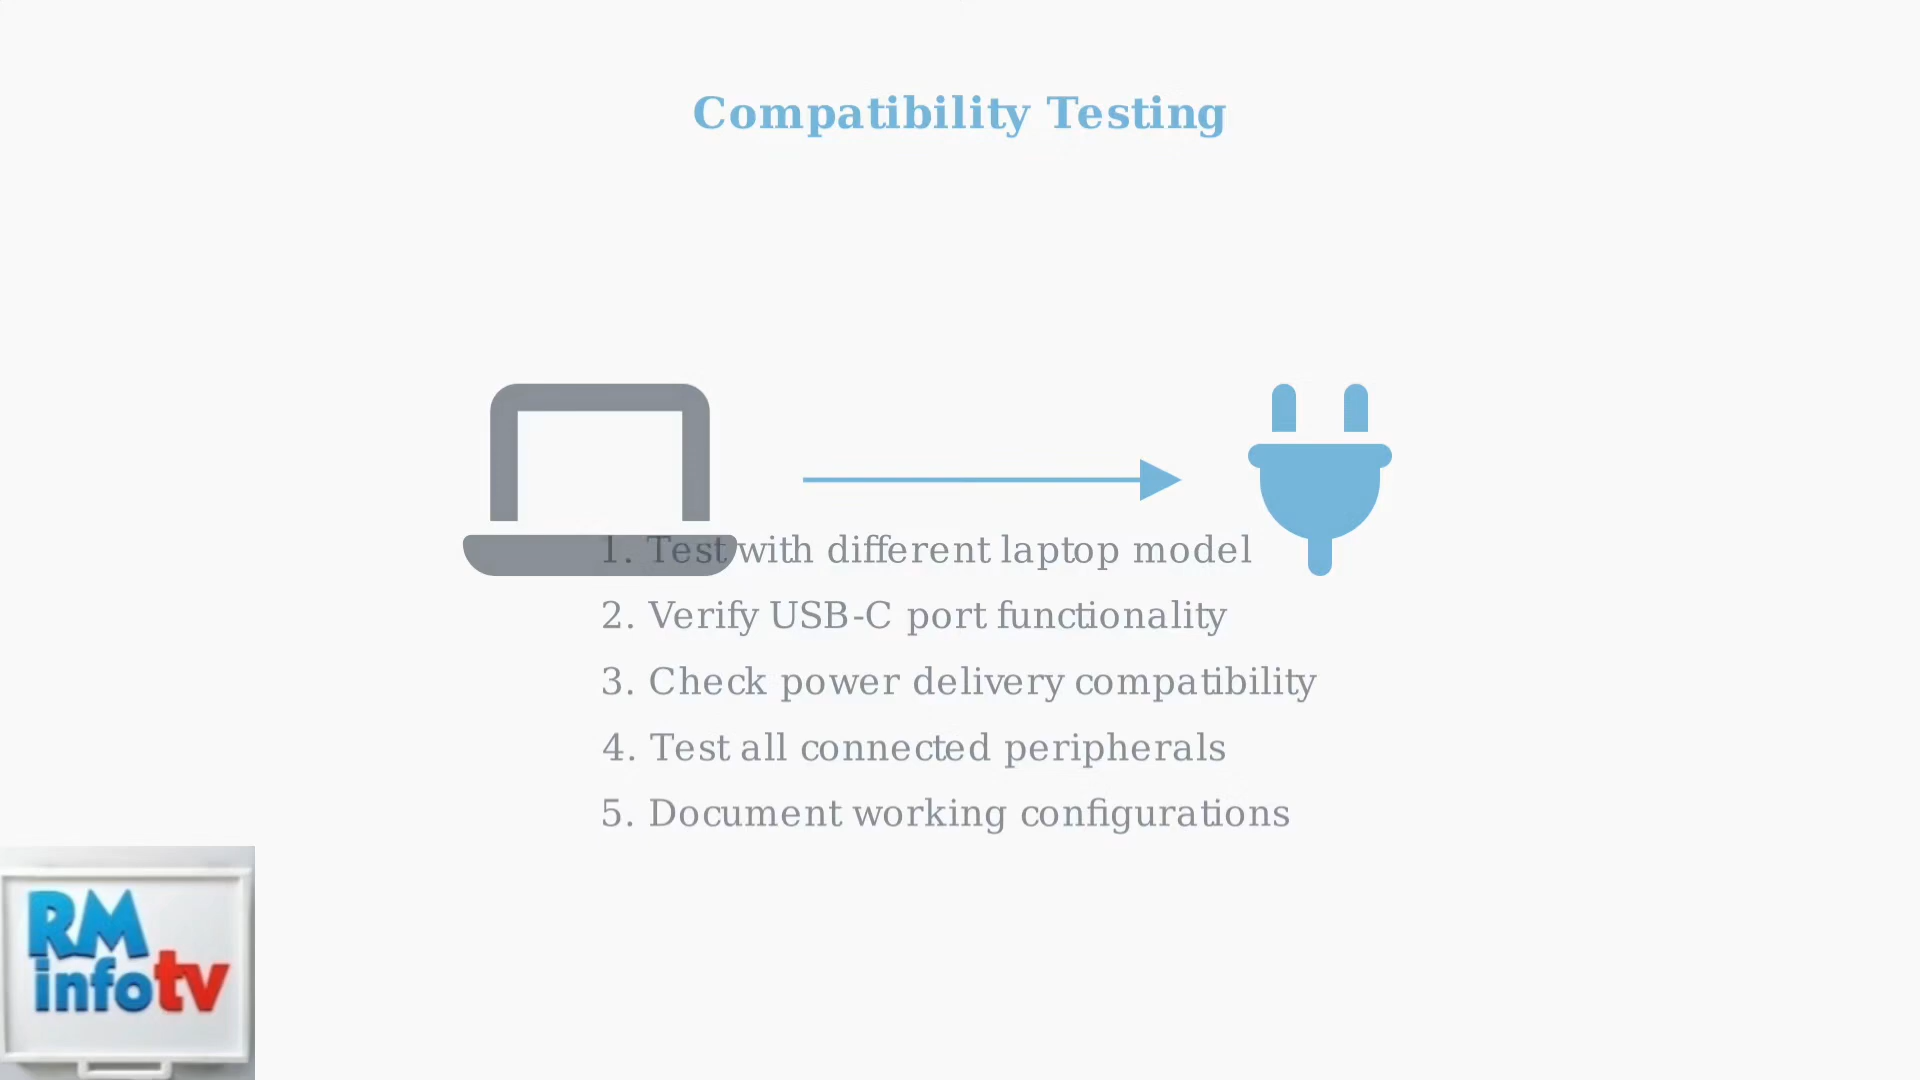 Compatibility Testing
1. Test with different laptop model
2. Verify USB-C port functionality
3. Check power delivery compatibility
4. Test all connected peripherals
5. Document working configurations
RM
infotv